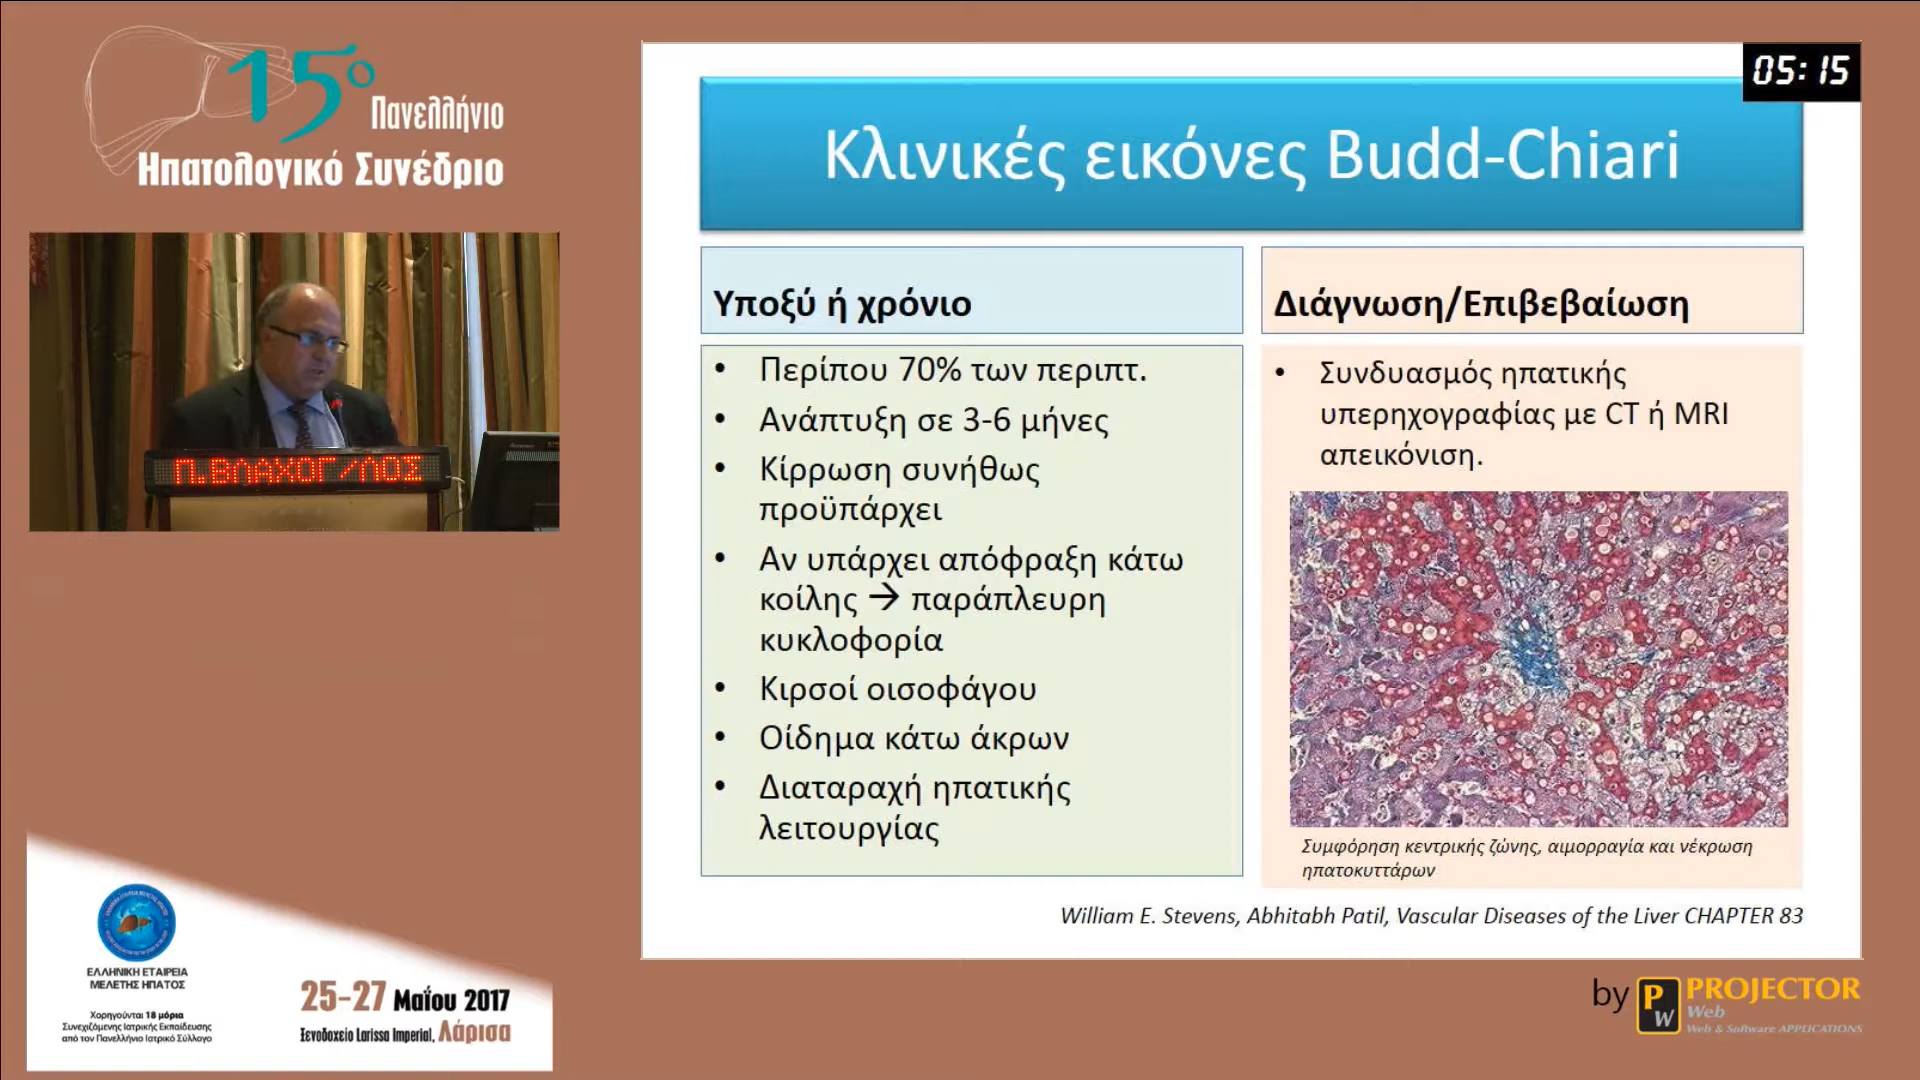 15ο
Πανελλήνιο
Ηπατολογικό Συνέδριο
Π.ΒΛΑΧΟΓ/ΛΟΣ
05:15
Κλινικές εικόνες Budd-Chiari
Υποξύ ή χρόνιο
• Περίπου 70% των περιπτ.
• Ανάπτυξη σε 3-6 μήνες
• Κίρρωση συνήθως
προϋπάρχει
• Αν υπάρχει απόφραξη κάτω
κοίλης → παράπλευρη
κυκλοφορία
• Κιρσοί οισοφάγου
• Οίδημα κάτω άκρων
• Διαταραχή ηπατικής
λειτουργίας
Διάγνωση/Επιβεβαίωση
• Συνδυασμός ηπατικής
υπερηχογραφίας με CT ή MRI
απεικόνιση.
Συμφόρηση κεντρικής ζώνης, αιμορραγία και νέκρωση
ηπατοκυττάρων
William E. Stevens, Abhitabh Patil, Vascular Diseases of the Liver CHAPTER 83
ΕΛΛΗΝΙΚΗ ΕΤΑΙΡΕΙΑ
ΜΕΛΕΤΗΣ ΗΠΑΤΟΣ
Χορηγούνται 18 μόρια
Συνεχιζόμενης Ιατρικής Εκπαίδευσης
από τον Πανελλήνιο Ιατρικό Σύλλογο
25-27 Μαΐου 2017
Ξενοδοχείο Larissa Imperial, Λάρισα
by PW PROJECTOR
Web
Web & Software APPLICATIONS